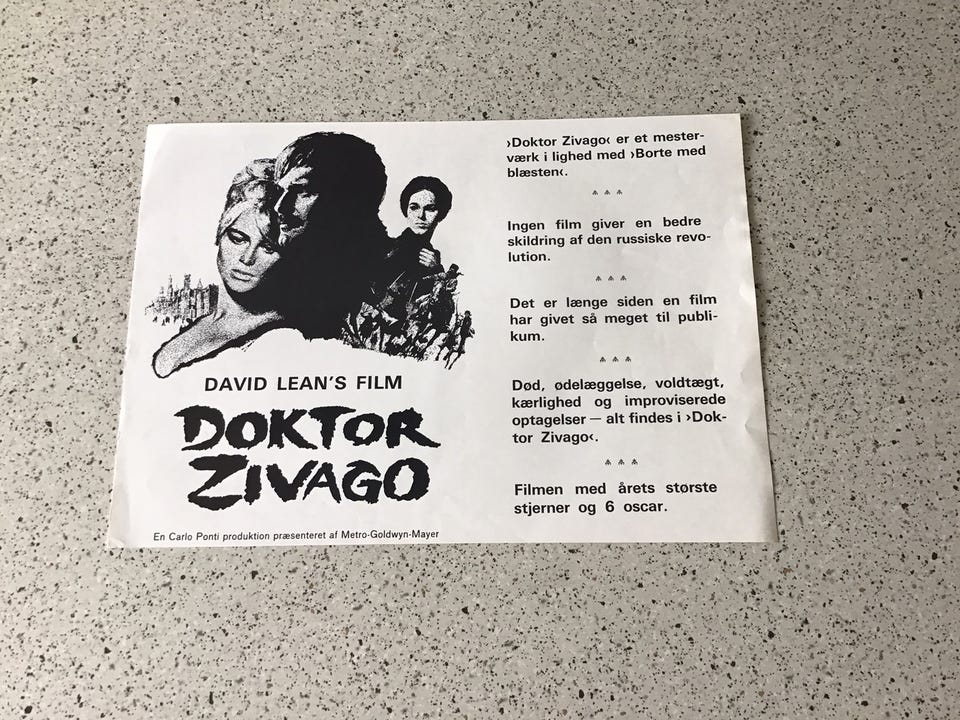 DAVID LEAN'S FILM
DOKTOR
ZIVAGO
En Carlo Ponti produktion præsenteret af Metro-Goldwyn-Mayer
›Doktor Zivago‹ er et mester-
værk i lighed med ›Borte med
blæsten‹.
Ingen film giver en bedre
skildring af den russiske revo-
lution.
Det er længe siden en film
har givet så meget til publi-
kum.
Død, ødelæggelse, voldtægt,
kærlighed og improviserede
optagelser — alt findes i ›Dok-
tor Zivago‹.
Filmen med årets største
stjerner og 6 oscar.